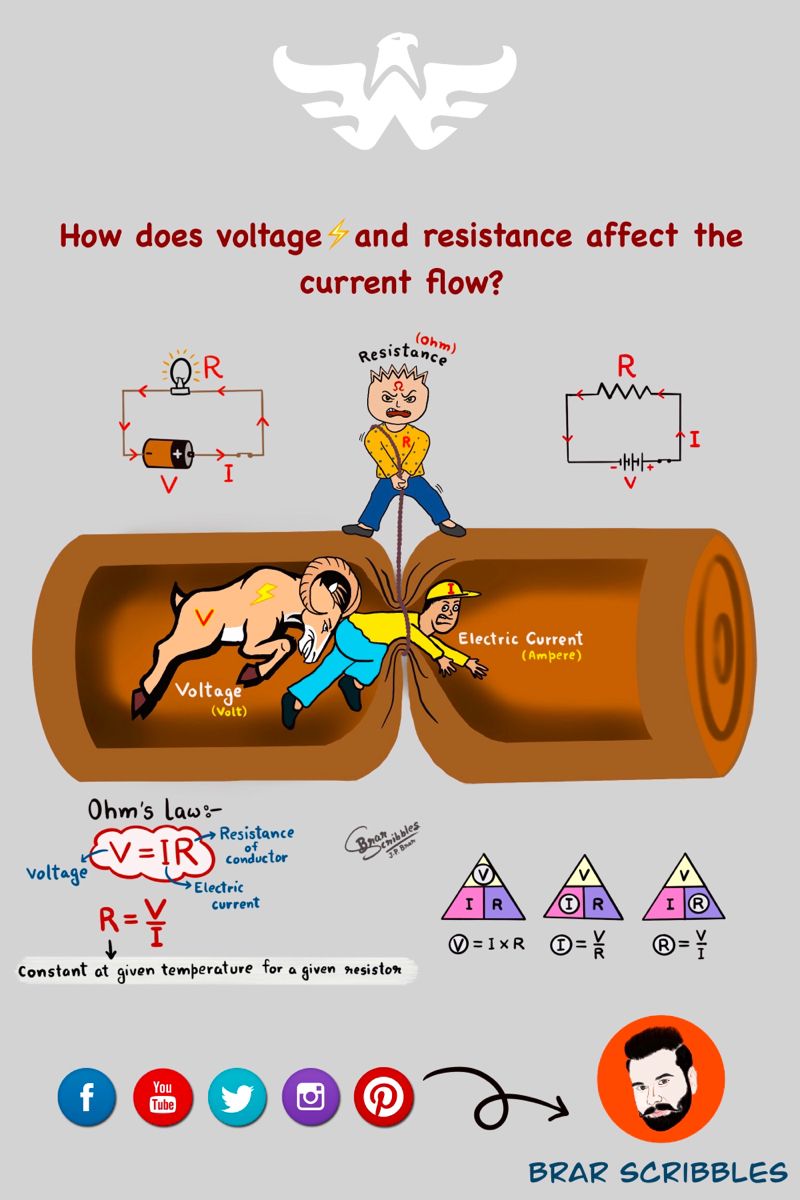 How does voltage⚡and resistance affect the
current flow?
(Ohm)
Resistance
R
V
I
Ω
R
R
I
- +
V
- +
V
I
Electric Current
(Ampere)
Voltage
(Volt)
Ohm's Law:-
V = IR
Resistance
of
conductor
Voltage
Electric
current
R = V/I
Constant at given temperature for a given resistor
Brar
Scribbles
J.P. Brar
V
I R
V = I x R
V
I R
I = V/R
V
I R
R = V/I
f
You
Tube
BRAR SCRIBBLES